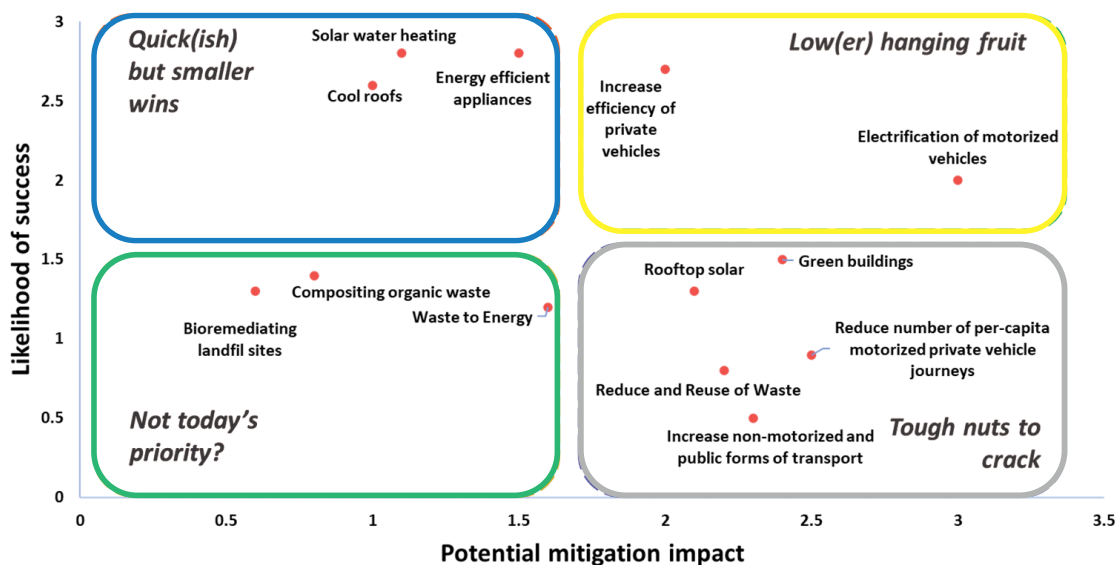 Likelihood of success
3
2.5
2
1.5
1
0.5
0
Quick(ish)
but smaller
wins
Solar water heating
Cool roofs
Energy efficient
appliances
Low(er) hanging fruit
Increase
efficiency of
private
vehicles
Electrification of motorized
vehicles
Compositing organic waste
Waste to Energy
Bioremediating
landfil sites
Not today's
priority?
Rooftop solar
Green buildings
Reduce number of per-capita
motorized private vehicle
journeys
Reduce and Reuse of Waste
Increase non-motorized and
public forms of transport
Tough nuts to
crack
0
0.5
1
1.5
2
2.5
3
3.5
Potential mitigation impact